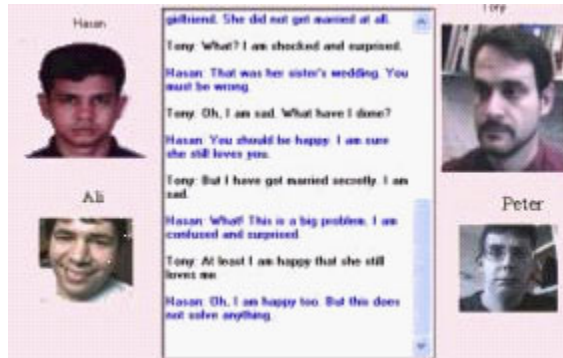 Hasan
Tony
girlfriend. She did not get married at all.
Tony: What? I am shocked and surprised.
Hasan: That was her sister's wedding. You
must be wrong.
Tony: Oh, I am sad. What have I done?
Hasan: You should be happy. I am sure
she still loves you.
Tony: But I have got married secretly. I am
sad.
Hasan: What! This is a big problem. I am
confused and surprised.
Tony: At least I am happy that she still
loves me.
Hasan: Oh, I am happy too. But this does
not solve anything.
Ali
Peter